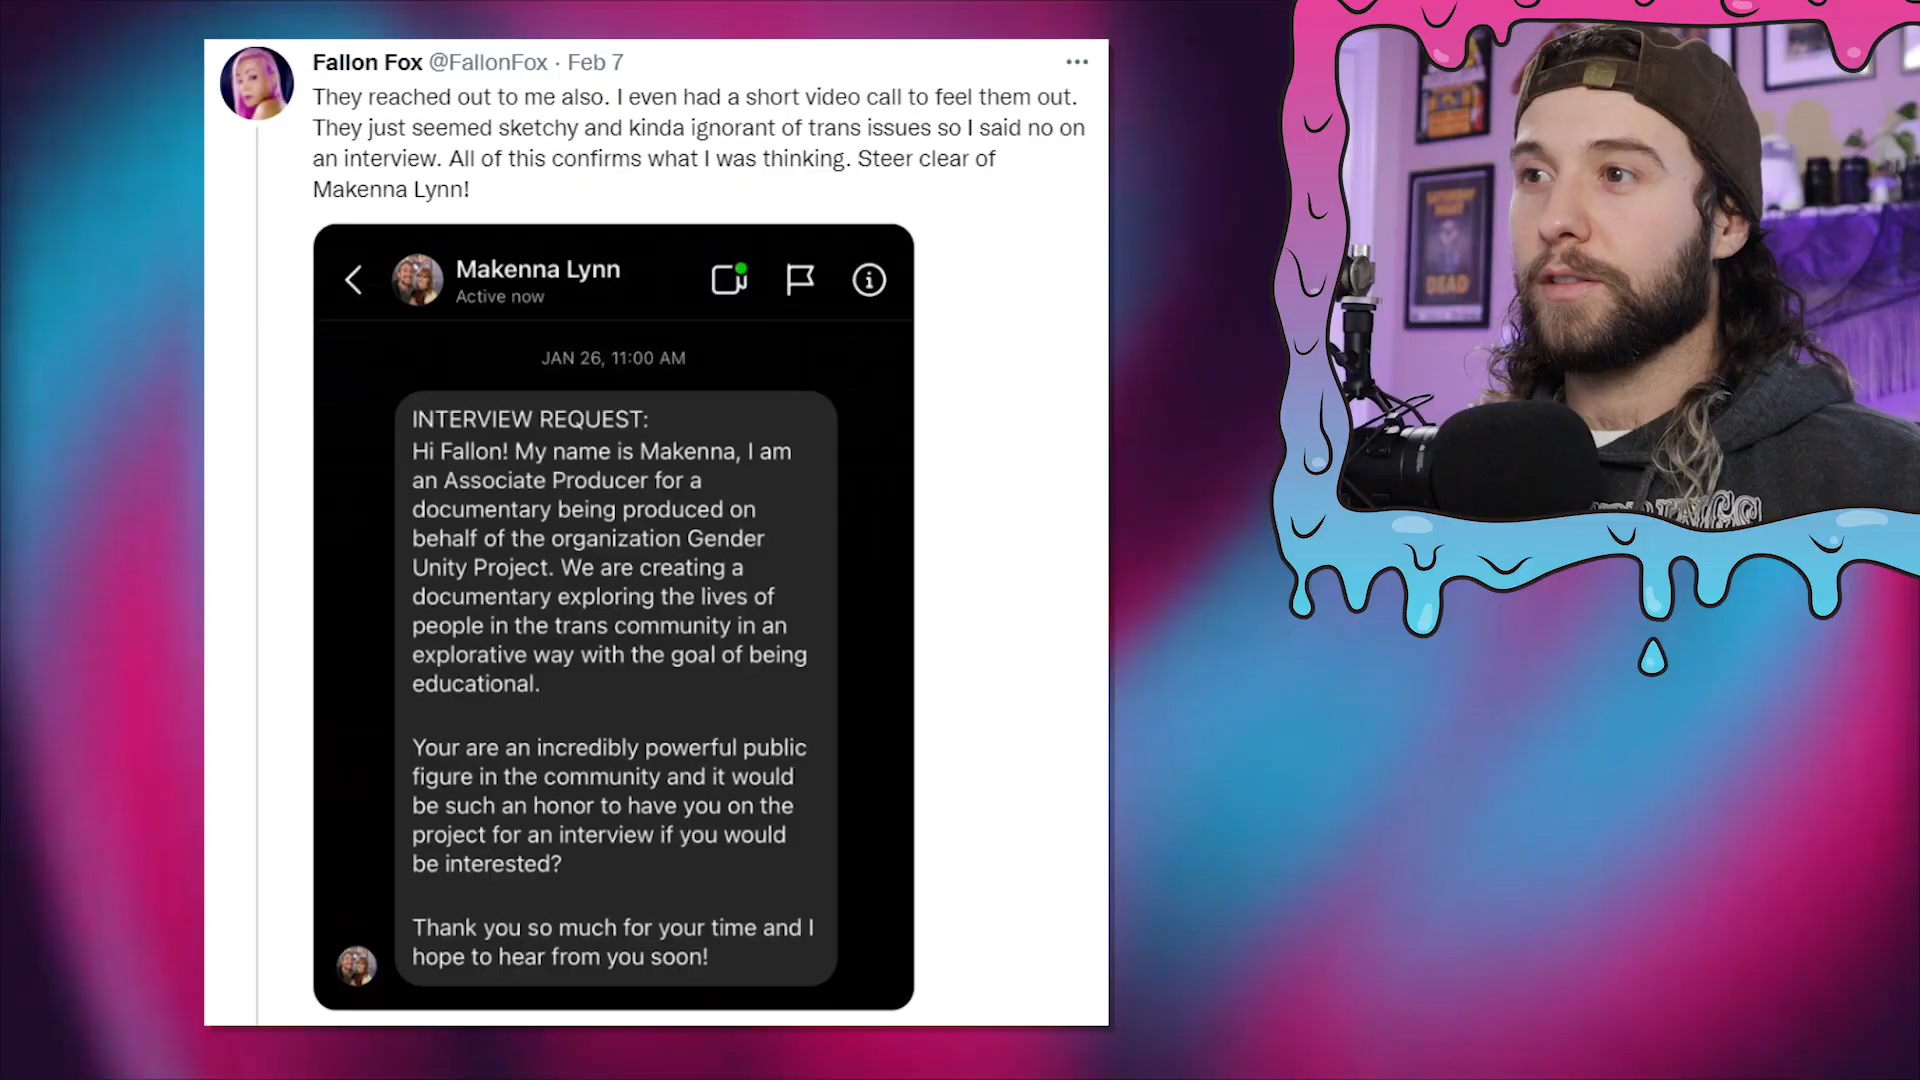 Fallon Fox @FallonFox · Feb 7
They reached out to me also. I even had a short video call to feel them out.
They just seemed sketchy and kinda ignorant of trans issues so I said no on
an interview. All of this confirms what I was thinking. Steer clear of
Makenna Lynn!
Makenna Lynn
Active now
JAN 26, 11:00 AM
INTERVIEW REQUEST:
Hi Fallon! My name is Makenna, I am
an Associate Producer for a
documentary being produced on
behalf of the organization Gender
Unity Project. We are creating a
documentary exploring the lives of
people in the trans community in an
explorative way with the goal of being
educational.
Your are an incredibly powerful public
figure in the community and it would
be such an honor to have you on the
project for an interview if you would
be interested?
Thank you so much for your time and I
hope to hear from you soon!
DEAD